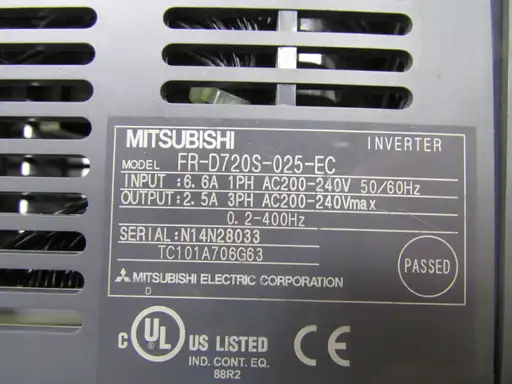 MITSUBISHI INVERTER
MODEL FR-D720S-025-EC
INPUT :6.6A 1PH AC200-240V 50/60Hz
OUTPUT:2.5A 3PH AC200-240Vmax
0.2-400Hz
SERIAL:N14N28033
TC101A706G63
PASSED
MITSUBISHI ELECTRIC CORPORATION
D
C UL US LISTED CE
IND. CONT. EQ.
88R2